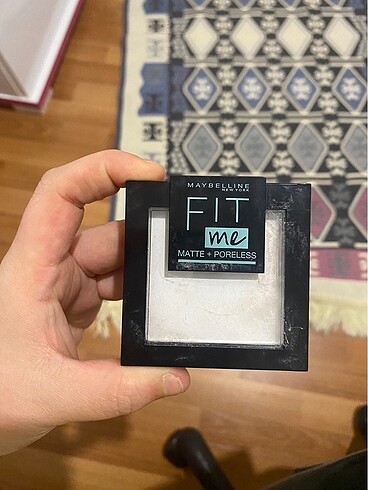 MAYBELLINE
NEW YORK
FIT
me
MATTE + PORELESS